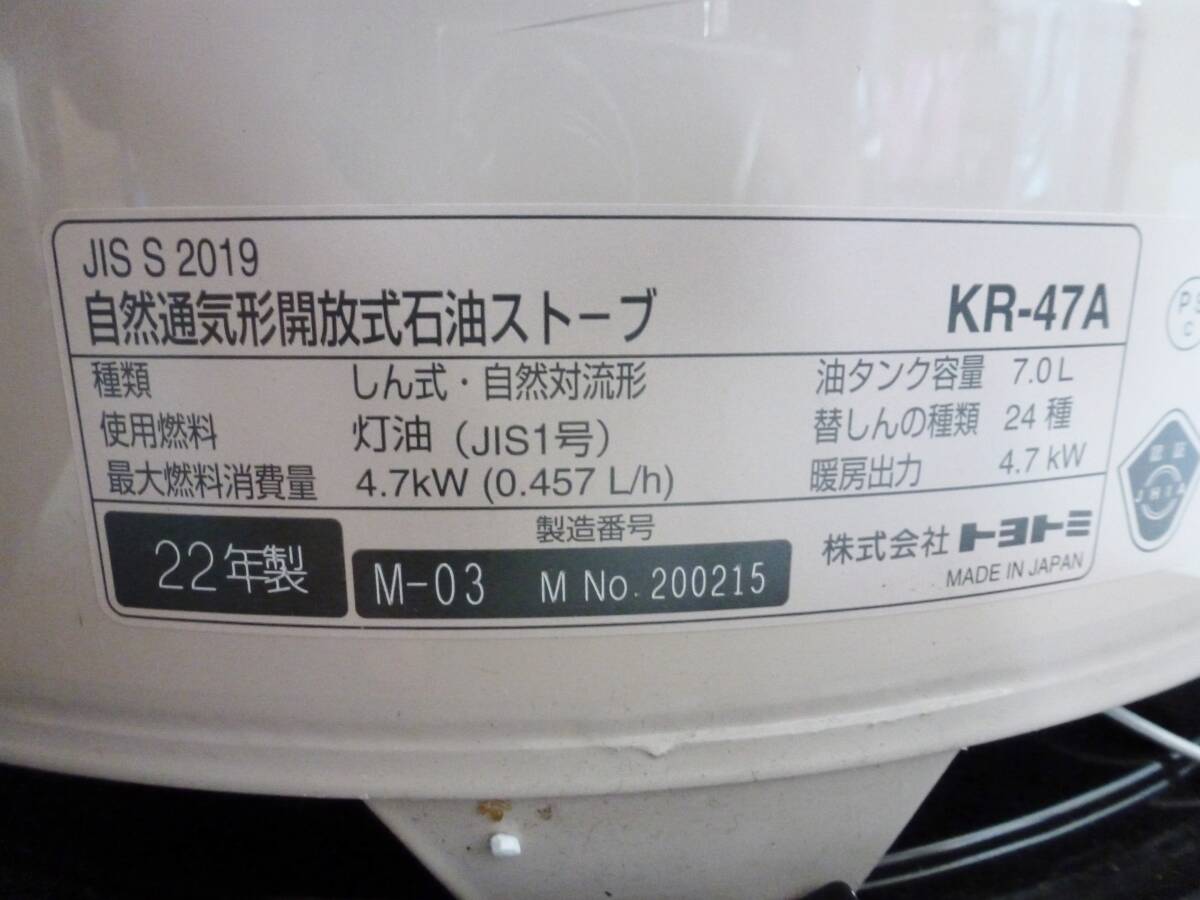 JIS S 2019
自然通気形開放式石油ストーブ KR-47A
種類 しん式・自然対流形 油タンク容量 7.0L
使用燃料 灯油（JIS1号） 替しんの種類 24種
最大燃料消費量 4.7kW (0.457 L/h) 暖房出力 4.7kW
22年製
製造番号
M-03 M No. 200215
株式会社 トヨトミ
MADE IN JAPAN
認証
JHIA